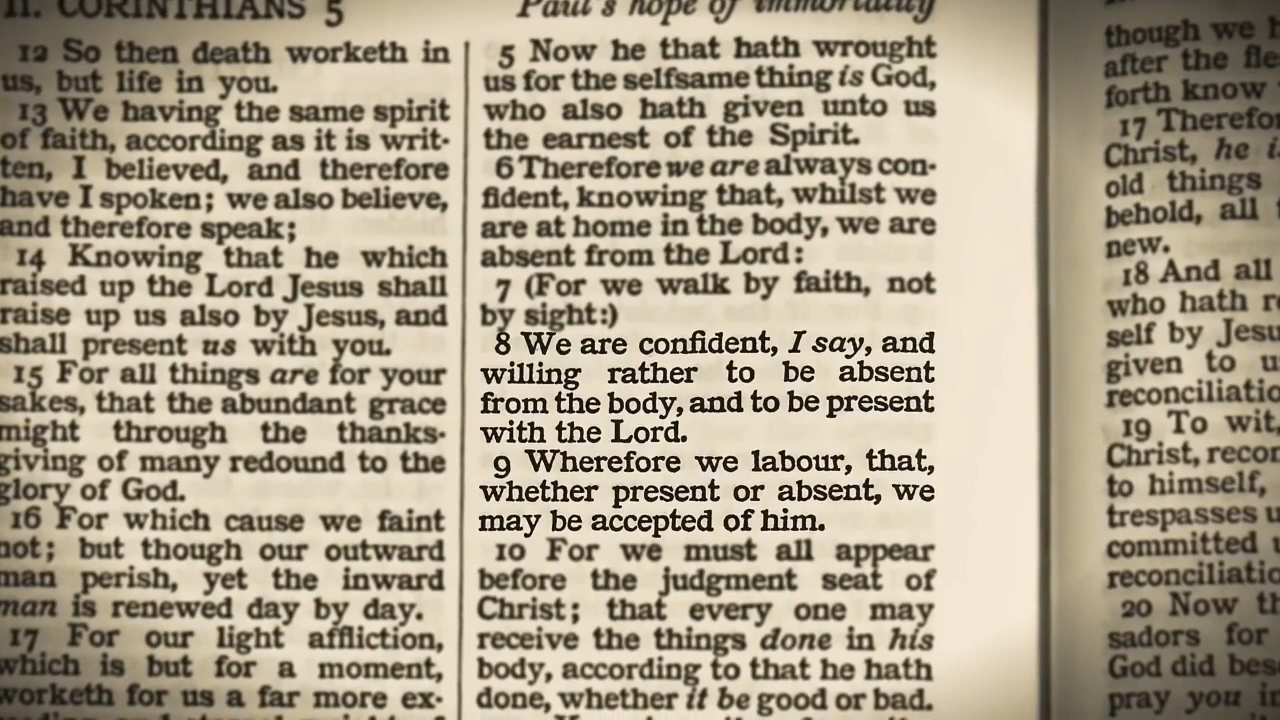 II. CORINTHIANS 5
Paul's hope of immortality
12 So then death worketh in
us, but life in you.
13 We having the same spirit
of faith, according as it is writ-
ten, I believed, and therefore
have I spoken; we also believe,
and therefore speak;
14 Knowing that he which
raised up the Lord Jesus shall
raise up us also by Jesus, and
shall present us with you.
15 For all things are for your
sakes, that the abundant grace
might through the thanks-
giving of many redound to the
glory of God.
16 For which cause we faint
not; but though our outward
man perish, yet the inward
man is renewed day by day.
17 For our light affliction,
which is but for a moment,
worketh for us a far more ex-
5 Now he that hath wrought
us for the selfsame thing is God,
who also hath given unto us
the earnest of the Spirit.
6 Therefore we are always con-
fident, knowing that, whilst we
are at home in the body, we are
absent from the Lord:
7 (For we walk by faith, not
by sight:)
8 We are confident, I say, and
willing rather to be absent
from the body, and to be present
with the Lord.
9 Wherefore we labour, that,
whether present or absent, we
may be accepted of him.
10 For we must all appear
before the judgment seat of
Christ; that every one may
receive the things done in his
body, according to that he hath
done, whether it be good or bad.
though we
after the
forth know
17
Christ, he
old things
behold, all
new.
18 And all
who hath
self by
given to
19 To wit,
Christ,
to himself,
trespasses
committed
20 Now
for
God did
pray you